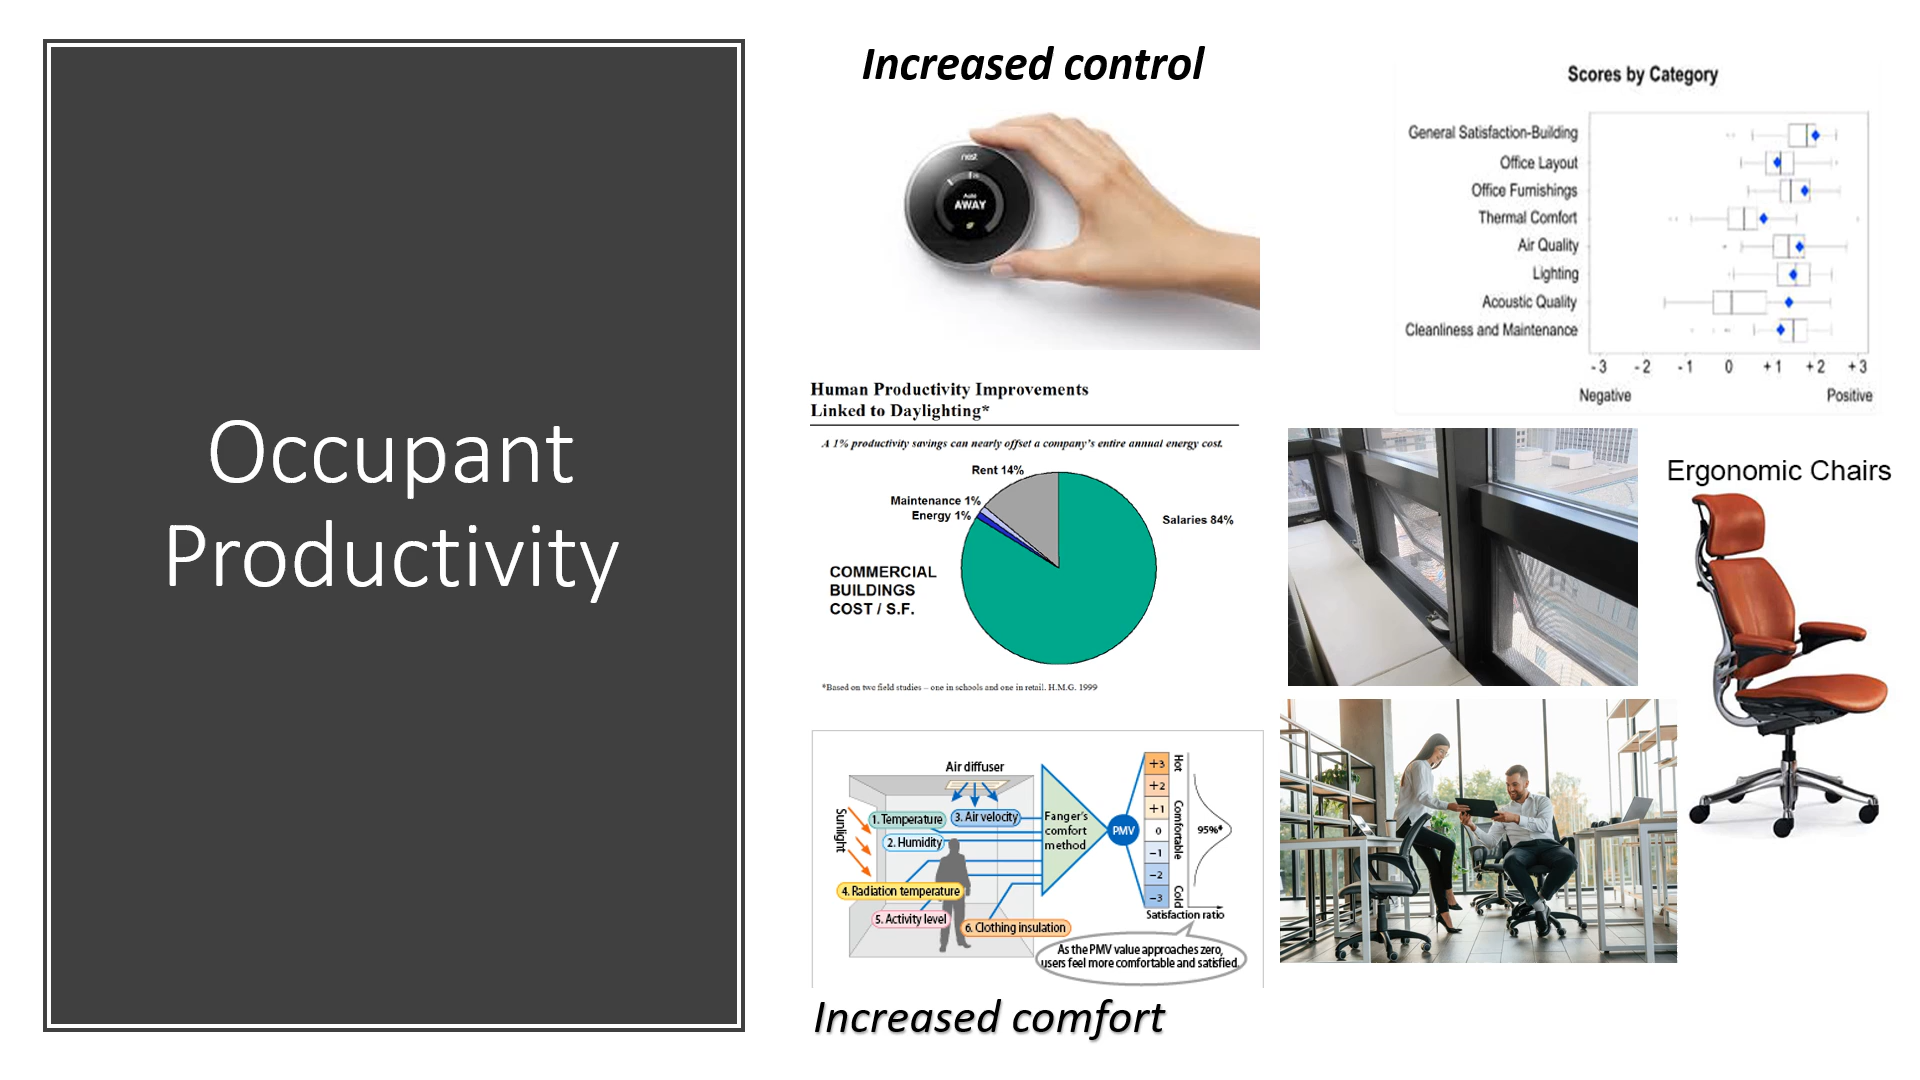 Occupant
Productivity
Increased control
nest
Auto
AWAY
Human Productivity Improvements
Linked to Daylighting*
A 1% productivity savings can nearly offset a company's entire annual energy cost.
Rent 14%
Maintenance 1%
Energy 1%
Salaries 84%
COMMERCIAL
BUILDINGS
COST / S.F.
*Based on two field studies – one in schools and one in retail. H.M.G. 1999
Air diffuser
Sunlight
1. Temperature
3. Air velocity
2. Humidity
4. Radiation temperature
5. Activity level
6. Clothing insulation
Fanger's
comfort
method
PMV
+3
+2
+1
0
−1
−2
−3
Hot
Comfortable
Cold
95%*
Satisfaction ratio
As the PMV value approaches zero,
users feel more comfortable and satisfied.
Increased comfort
Scores by Category
General Satisfaction-Building
Office Layout
Office Furnishings
Thermal Comfort
Air Quality
Lighting
Acoustic Quality
Cleanliness and Maintenance
-3 -2 -1 0 +1 +2 +3
Negative Positive
Ergonomic Chairs